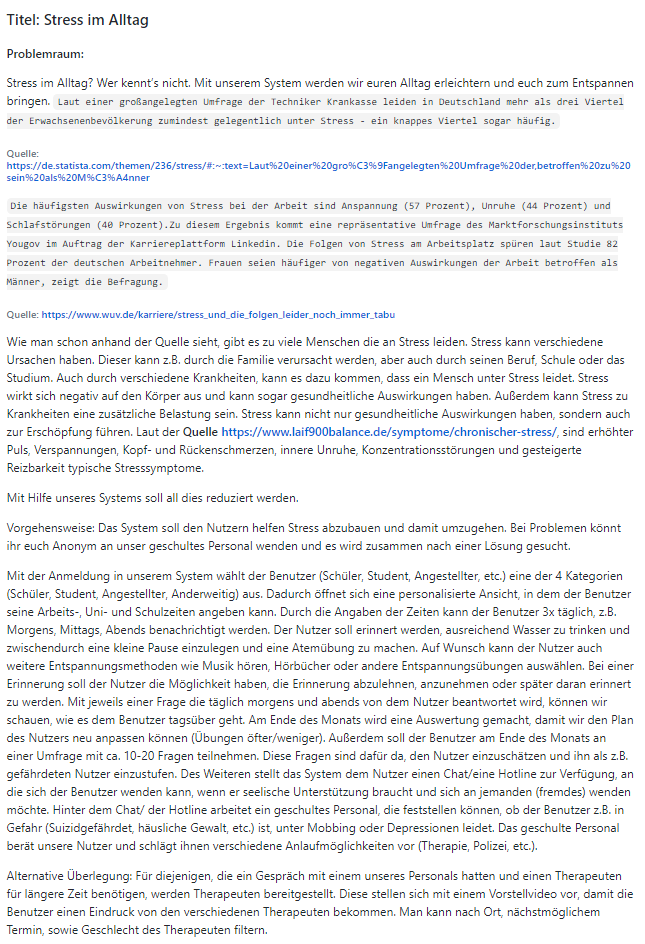 Titel: Stress im Alltag
Problemraum:
Stress im Alltag? Wer kennt's nicht. Mit unserem System werden wir euren Alltag erleichtern und euch zum Entspannen
bringen. Laut einer großangelegten Umfrage der Techniker Krankasse leiden in Deutschland mehr als drei Viertel
der Erwachsenenbevölkerung zumindest gelegentlich unter Stress - ein knappes Viertel sogar häufig.
Quelle:
https://de.statista.com/themen/236/stress/#:~:text=Laut%20einer%20gro%C3%9Fangelegten%20Umfrage%20der,betroffen%20zu%20
sein%20als%20M%C3%A4nner
Die häufigsten Auswirkungen von Stress bei der Arbeit sind Anspannung (57 Prozent), Unruhe (44 Prozent) und
Schlafstörungen (40 Prozent).Zu diesem Ergebnis kommt eine repräsentative Umfrage des Marktforschungsinstituts
Yougov im Auftrag der Karriereplattform Linkedin. Die Folgen von Stress am Arbeitsplatz spüren laut Studie 82
Prozent der deutschen Arbeitnehmer. Frauen seien häufiger von negativen Auswirkungen der Arbeit betroffen als
Männer, zeigt die Befragung.
Quelle: https://www.wuv.de/karriere/stress_und_die_folgen_leider_noch_immer_tabu
Wie man schon anhand der Quelle sieht, gibt es zu viele Menschen die an Stress leiden. Stress kann verschiedene
Ursachen haben. Dieser kann z.B. durch die Familie verursacht werden, aber auch durch seinen Beruf, Schule oder das
Studium. Auch durch verschiedene Krankheiten, kann es dazu kommen, dass ein Mensch unter Stress leidet. Stress
wirkt sich negativ auf den Körper aus und kann sogar gesundheitliche Auswirkungen haben. Außerdem kann Stress zu
Krankheiten eine zusätzliche Belastung sein. Stress kann nicht nur gesundheitliche Auswirkungen haben, sondern auch
zur Erschöpfung führen. Laut der Quelle https://www.laif900balance.de/symptome/chronischer-stress/, sind erhöhter
Puls, Verspannungen, Kopf- und Rückenschmerzen, innere Unruhe, Konzentrationsstörungen und gesteigerte
Reizbarkeit typische Stresssymptome.
Mit Hilfe unseres Systems soll all dies reduziert werden.
Vorgehensweise: Das System soll den Nutzern helfen Stress abzubauen und damit umzugehen. Bei Problemen könnt
ihr euch Anonym an unser geschultes Personal wenden und es wird zusammen nach einer Lösung gesucht.
Mit der Anmeldung in unserem System wählt der Benutzer (Schüler, Student, Angestellter, etc.) eine der 4 Kategorien
(Schüler, Student, Angestellter, Anderweitig) aus. Dadurch öffnet sich eine personalisierte Ansicht, in dem der Benutzer
seine Arbeits-, Uni- und Schulzeiten angeben kann. Durch die Angaben der Zeiten kann der Benutzer 3x täglich, z.B.
Morgens, Mittags, Abends benachrichtigt werden. Der Nutzer soll erinnert werden, ausreichend Wasser zu trinken und
zwischendurch eine kleine Pause einzulegen und eine Atemübung zu machen. Auf Wunsch kann der Nutzer auch
weitere Entspannungsmethoden wie Musik hören, Hörbücher oder andere Entspannungsübungen auswählen. Bei einer
Erinnerung soll der Nutzer die Möglichkeit haben, die Erinnerung abzulehnen, anzunehmen oder später daran erinnert
zu werden. Mit jeweils einer Frage die täglich morgens und abends von dem Nutzer beantwortet wird, können wir
schauen, wie es dem Benutzer tagsüber geht. Am Ende des Monats wird eine Auswertung gemacht, damit wir den Plan
des Nutzers neu anpassen können (Übungen öfter/weniger). Außerdem soll der Benutzer am Ende des Monats an
einer Umfrage mit ca. 10-20 Fragen teilnehmen. Diese Fragen sind dafür da, den Nutzer einzuschätzen und ihn als z.B.
gefährdeten Nutzer einzustufen. Des Weiteren stellt das System dem Nutzer einen Chat/eine Hotline zur Verfügung, an
die sich der Benutzer wenden kann, wenn er seelische Unterstützung braucht und sich an jemanden (fremdes) wenden
möchte. Hinter dem Chat/ der Hotline arbeitet ein geschultes Personal, die feststellen können, ob der Benutzer z.B. in
Gefahr (Suizidgefährdet, häusliche Gewalt, etc.) ist, unter Mobbing oder Depressionen leidet. Das geschulte Personal
berät unsere Nutzer und schlägt ihnen verschiedene Anlaufmöglichkeiten vor (Therapie, Polizei, etc.).
Alternative Überlegung: Für diejenigen, die ein Gespräch mit einem unseres Personals hatten und einen Therapeuten
für längere Zeit benötigen, werden Therapeuten bereitgestellt. Diese stellen sich mit einem Vorstellvideo vor, damit die
Benutzer einen Eindruck von den verschiedenen Therapeuten bekommen. Man kann nach Ort, nächstmöglichem
Termin, sowie Geschlecht des Therapeuten filtern.